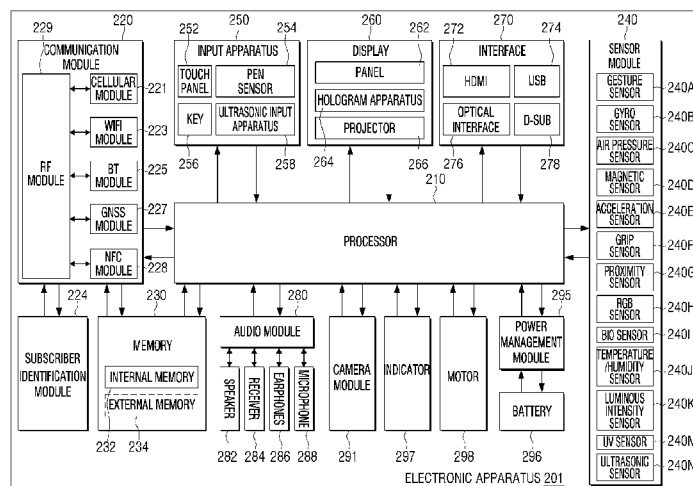 201
220
COMMUNICATION
MODULE
229
RF
MODULE
CELLULAR
MODULE
221
WIFI
MODULE
223
BT
MODULE
225
GNSS
MODULE
227
NFC
MODULE
228
250
INPUT APPARATUS
252
254
TOUCH
PANEL
PEN
SENSOR
KEY
ULTRASONIC INPUT
APPARATUS
256
258
260
DISPLAY
262
PANEL
HOLOGRAM APPARATUS
PROJECTOR
264
266
270
INTERFACE
272
274
HDMI
USB
OPTICAL
INTERFACE
D-SUB
276
278
240
SENSOR
MODULE
GESTURE
SENSOR
240A
GYRO
SENSOR
240B
AIR PRESSURE
SENSOR
240C
MAGNETIC
SENSOR
240D
ACCELERATION
SENSOR
240E
GRIP
SENSOR
240F
PROXIMITY
SENSOR
240G
RGB
SENSOR
240H
BIO SENSOR
240I
TEMPERATURE
/HUMIDITY
SENSOR
240J
LUMINOUS
INTENSITY
SENSOR
240K
UV SENSOR
240M
ULTRASONIC
SENSOR
240N
210
PROCESSOR
224
SUBSCRIBER
IDENTIFICATION
MODULE
230
MEMORY
INTERNAL MEMORY
EXTERNAL MEMORY
232
234
280
AUDIO MODULE
SPEAKER
RECEIVER
EARPHONES
MICROPHONE
282
284
286
288
CAMERA
MODULE
291
INDICATOR
297
MOTOR
298
295
POWER
MANAGEMENT
MODULE
BATTERY
296
ELECTRONIC APPARATUS 201